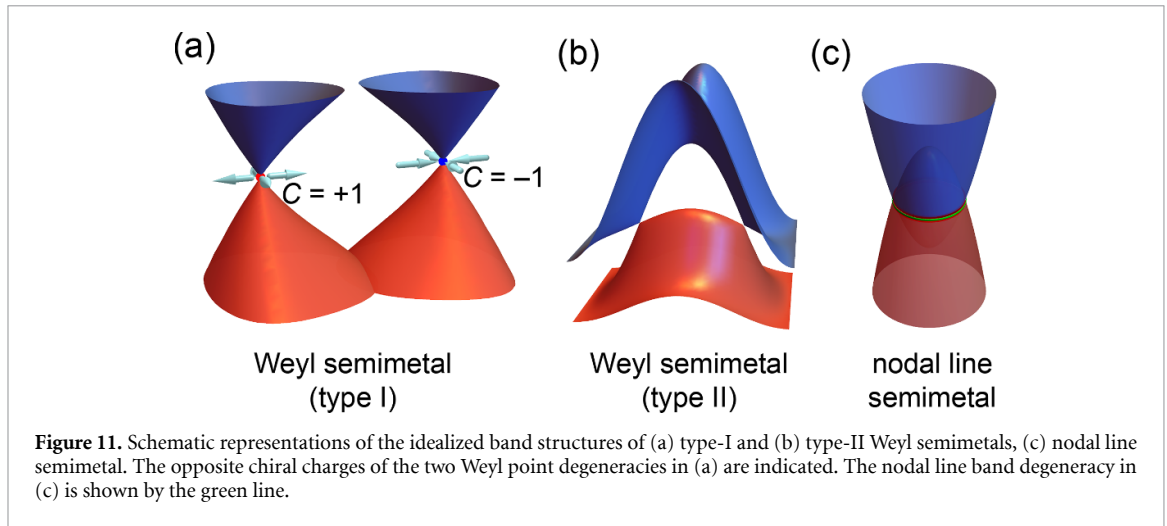 (a)
(b)
(c)
C = +1
C = –1
Weyl semimetal
(type I)
Weyl semimetal
(type II)
nodal line
semimetal
Figure 11. Schematic representations of the idealized band structures of (a) type-I and (b) type-II Weyl semimetals, (c) nodal line
semimetal. The opposite chiral charges of the two Weyl point degeneracies in (a) are indicated. The nodal line band degeneracy in
(c) is shown by the green line.